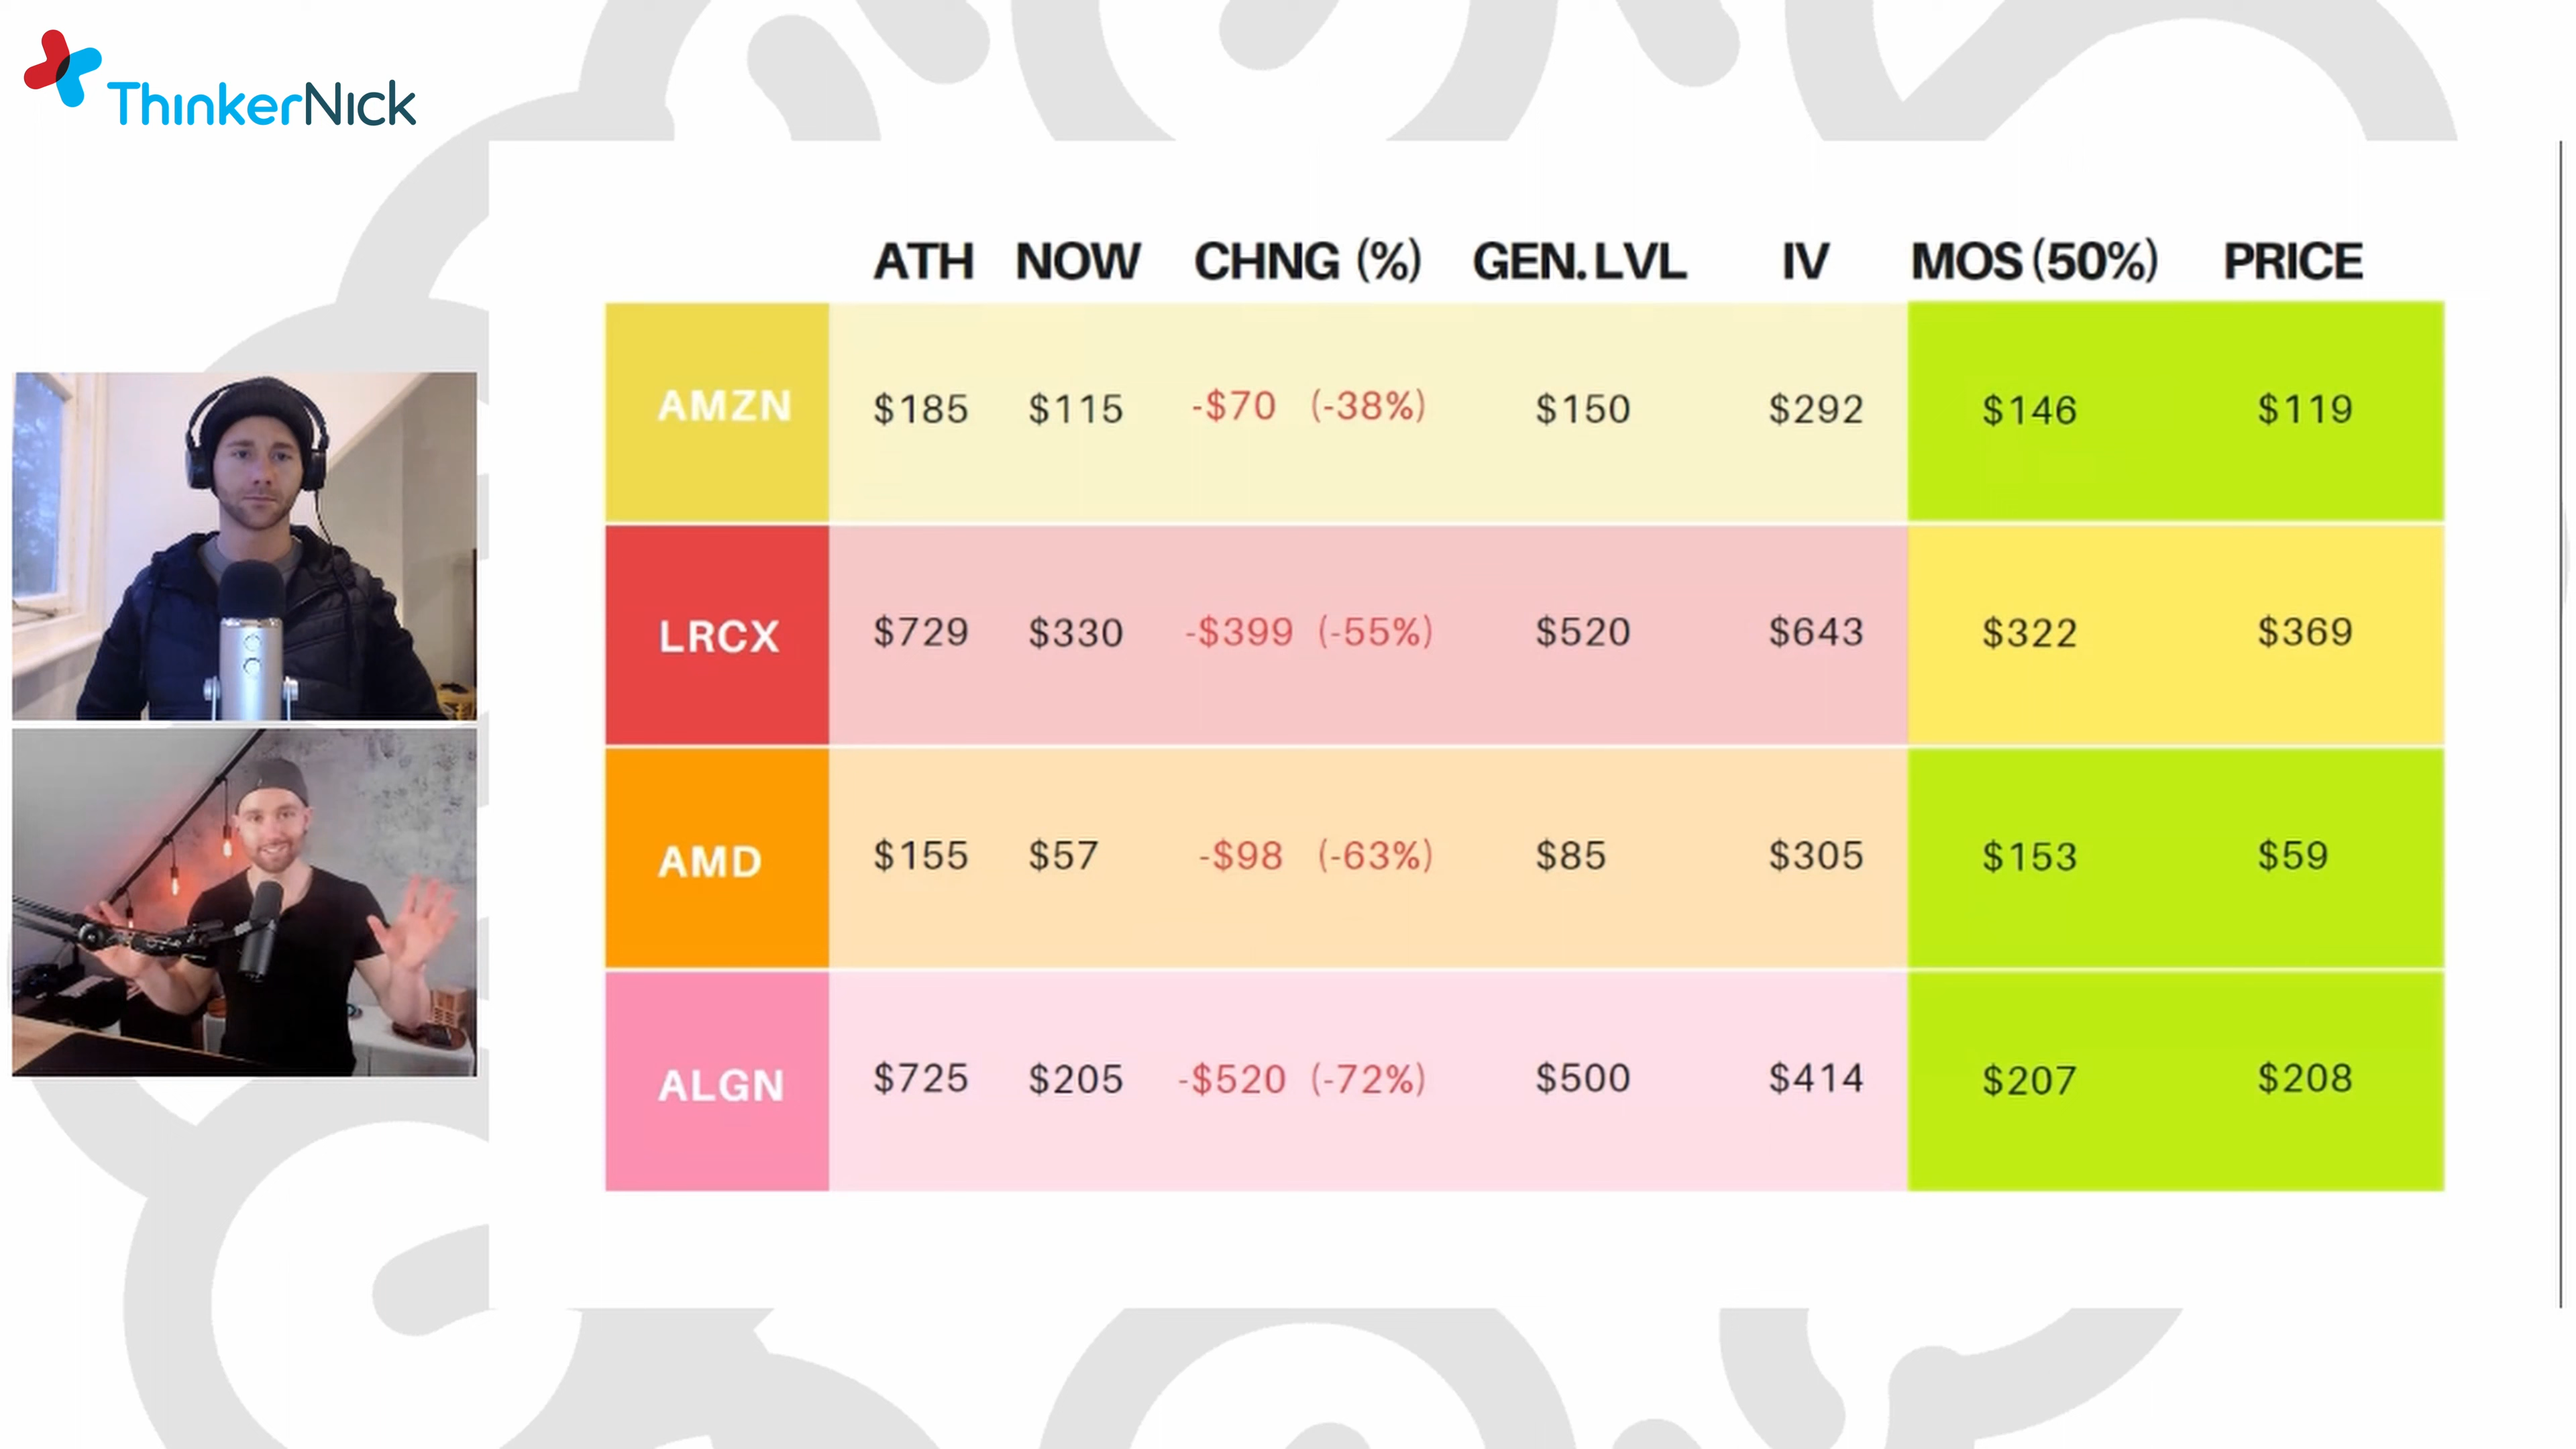 ThinkerNick
ATH NOW CHNG (%) GEN. LVL IV MOS (50%) PRICE
AMZN $185 $115 -$70 (-38%) $150 $292 $146 $119
LRCX $729 $330 -$399 (-55%) $520 $643 $322 $369
AMD $155 $57 -$98 (-63%) $85 $305 $153 $59
ALGN $725 $205 -$520 (-72%) $500 $414 $207 $208